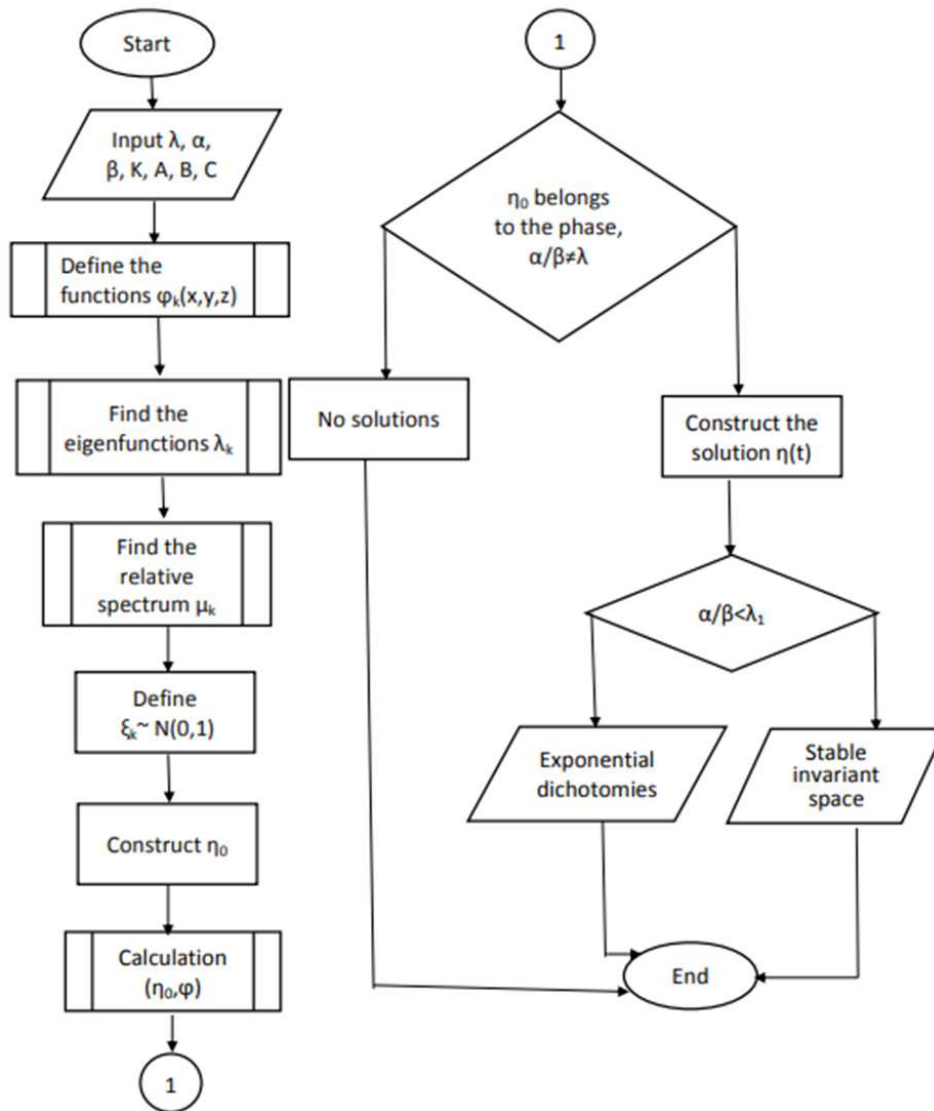 Start
Input λ, α,
β, K, A, B, C
Define the
functions φₖ(x,y,z)
Find the
eigenfunctions λₖ
Find the
relative
spectrum μₖ
Define
ξₖ~ N(0,1)
Construct η₀
Calculation
(η₀,φ)
1
1
η₀ belongs
to the phase,
α/β≠λ
No solutions
Construct the
solution η(t)
α/β<λ₁
Exponential
dichotomies
Stable
invariant
space
End